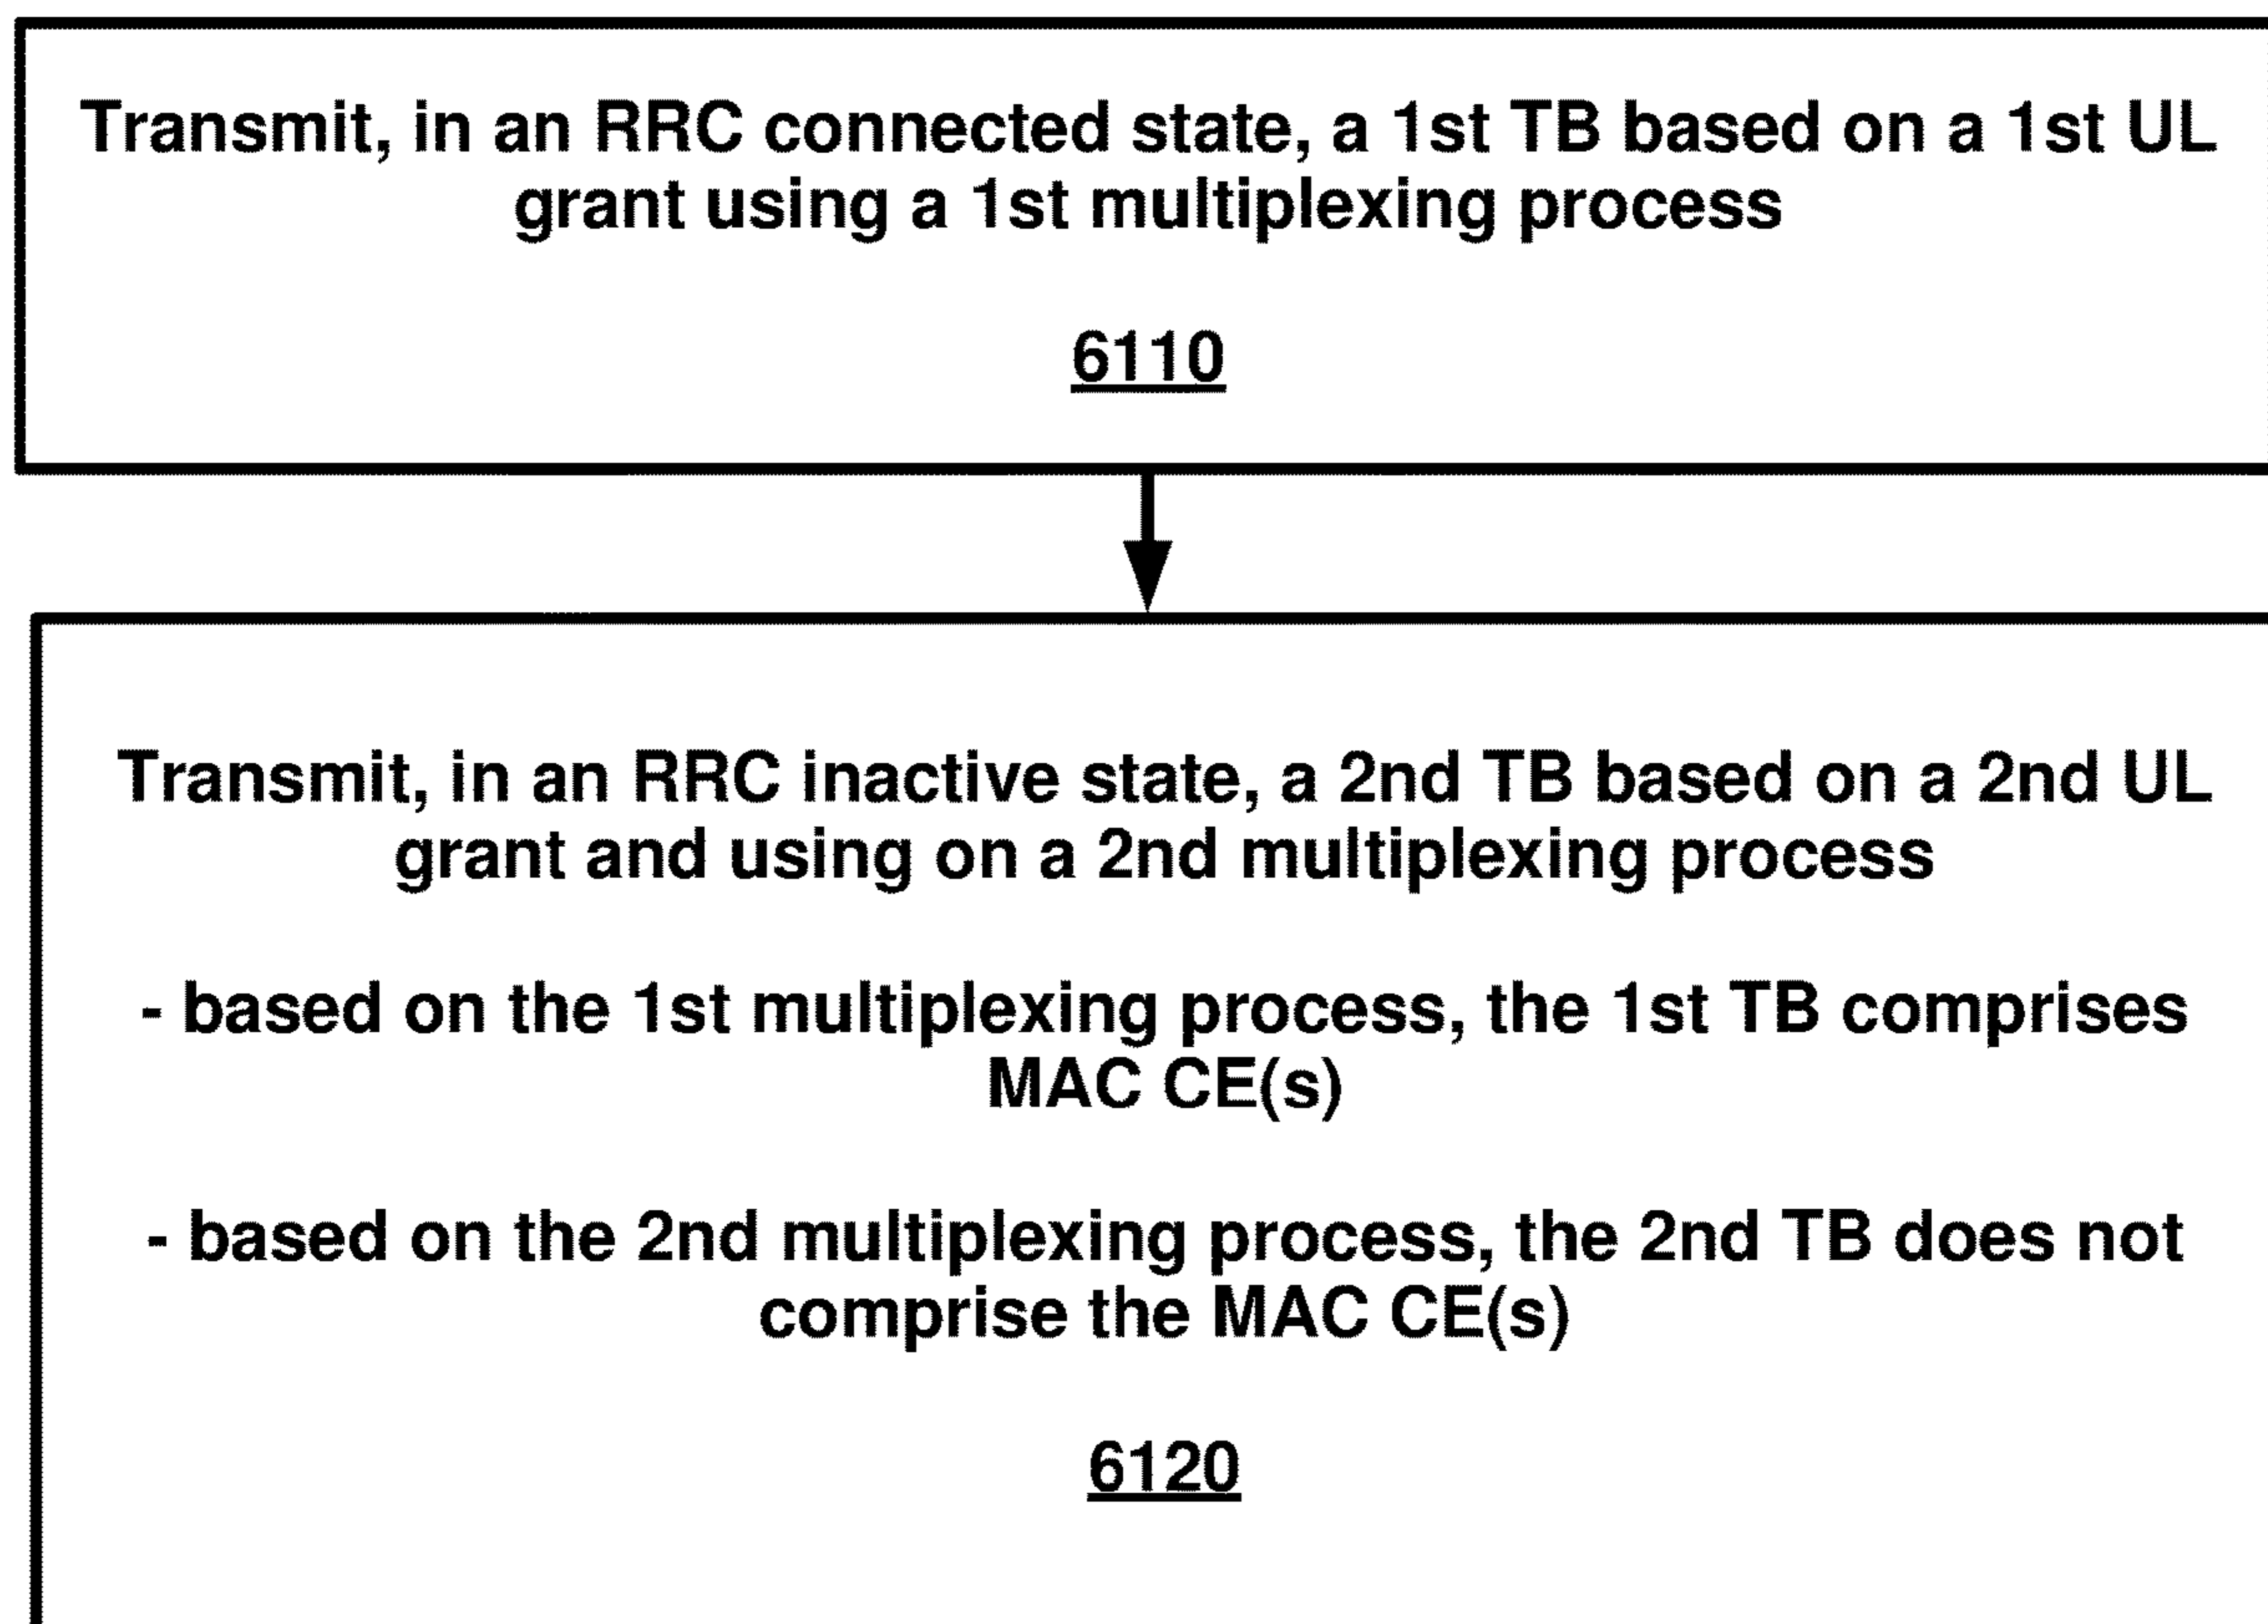 Transmit, in an RRC connected state, a 1st TB based on a 1st UL
grant using a 1st multiplexing process
6110
Transmit, in an RRC inactive state, a 2nd TB based on a 2nd UL
grant and using on a 2nd multiplexing process
- based on the 1st multiplexing process, the 1st TB comprises
MAC CE(s)
- based on the 2nd multiplexing process, the 2nd TB does not
comprise the MAC CE(s)
6120